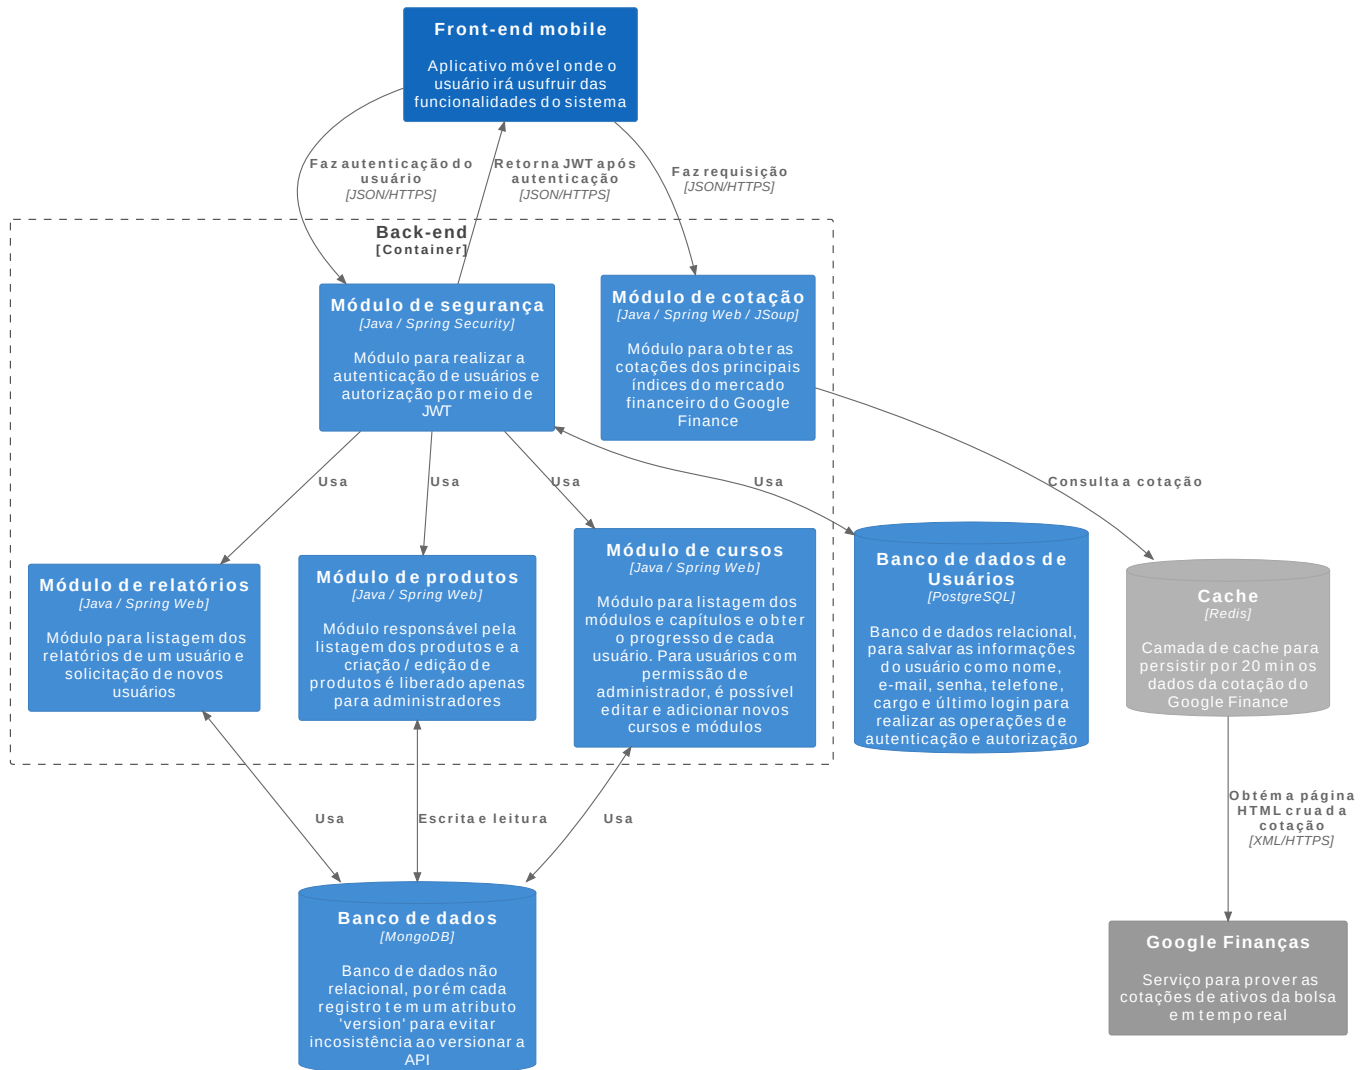 Front-end mobile
Aplicativo móvel onde o
usuário irá usufruir das
funcionalidades do sistema
Faz autenticação do
usuário
[JSON/HTTPS]
Retorna JWT após
autenticação
[JSON/HTTPS]
Faz requisição
[JSON/HTTPS]
Back-end
[Container]
Módulo de segurança
[Java / Spring Security]
Módulo para realizar a
autenticação de usuários e
autorização por meio de
JWT
Módulo de cotação
[Java / Spring Web / JSoup]
Módulo para obter as
cotações dos principais
índices do mercado
financeiro do Google
Finance
Usa
Usa
Usa
Usa
Consulta a cotação
Módulo de relatórios
[Java / Spring Web]
Módulo para listagem dos
relatórios de um usuário e
solicitação de novos
usuários
Módulo de produtos
[Java / Spring Web]
Módulo responsável pela
listagem dos produtos e a
criação / edição de
produtos é liberado apenas
para administradores
Módulo de cursos
[Java / Spring Web]
Módulo para listagem dos
módulos e capítulos e obter
o progresso de cada
usuário. Para usuários com
permissão de
administrador, é possível
editar e adicionar novos
cursos e módulos
Banco de dados de
Usuários
[PostgreSQL]
Banco de dados relacional,
para salvar as informações
do usuário como nome,
e-mail, senha, telefone,
cargo e último login para
realizar as operações de
autenticação e autorização
Cache
[Redis]
Camada de cache para
persistir por 20 min os
dados da cotação do
Google Finance
Usa
Escrita e leitura
Usa
Obtém a página
HTML crua da
cotação
[XML/HTTPS]
Banco de dados
[MongoDB]
Banco de dados não
relacional, porém cada
registro tem um atributo
'version' para evitar
incosistência ao versionar a
API
Google Finanças
Serviço para prover as
cotações de ativos da bolsa
em tempo real